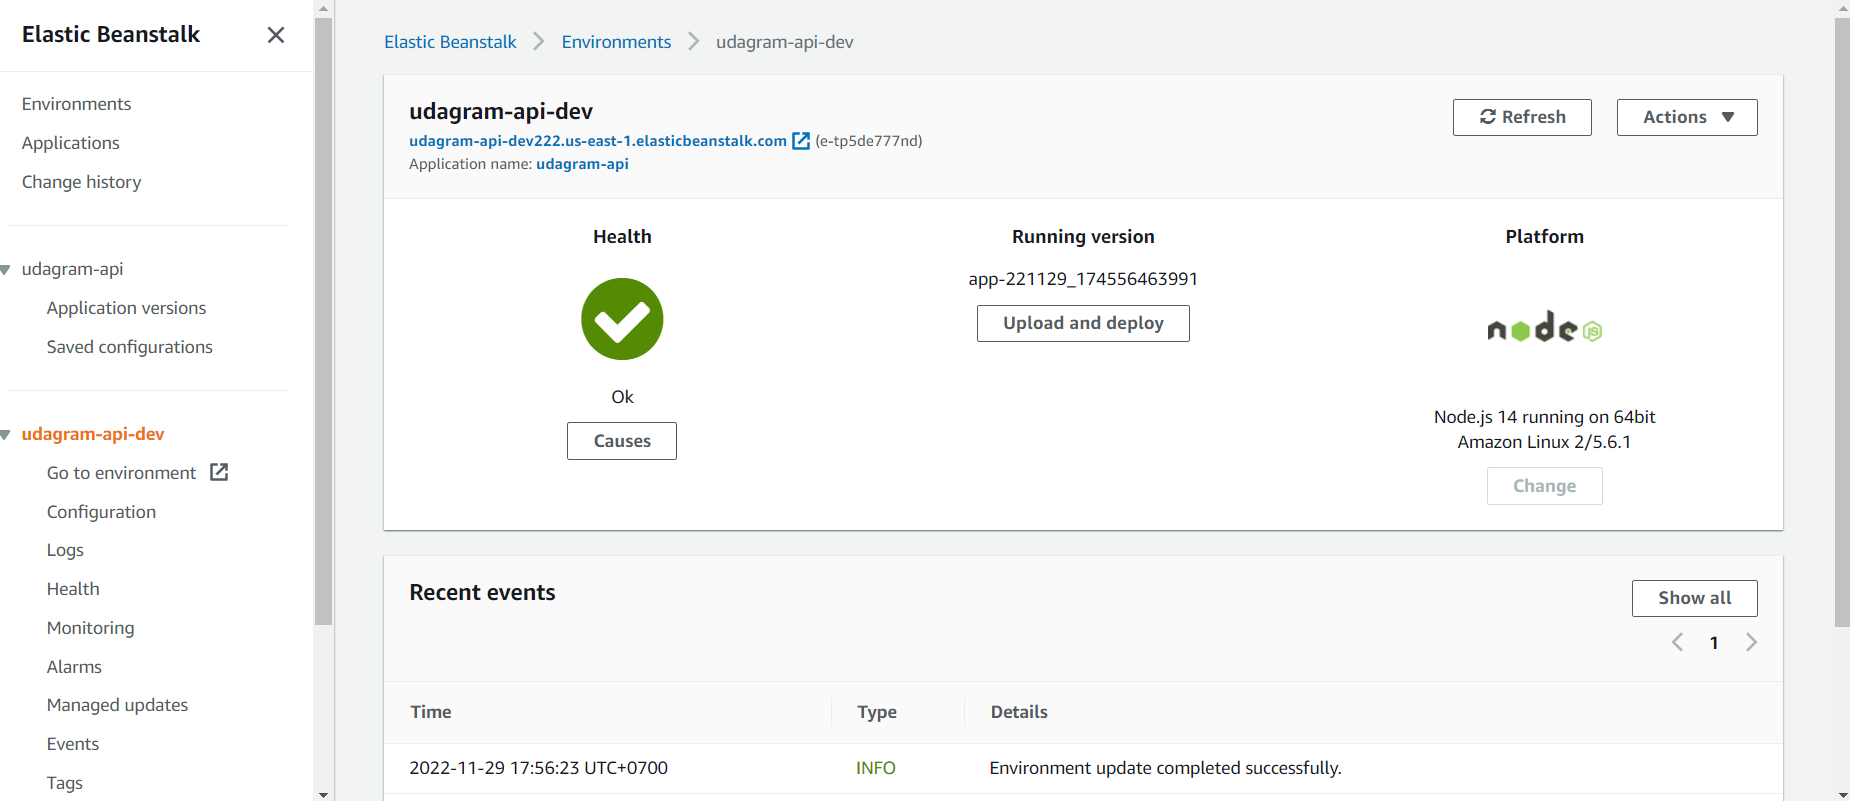 Elastic Beanstalk
Environments
Applications
Change history
udagram-api
Application versions
Saved configurations
udagram-api-dev
Go to environment
Configuration
Logs
Health
Monitoring
Alarms
Managed updates
Events
Tags
Elastic Beanstalk Environments udagram-api-dev
udagram-api-dev
Refresh Actions
udagram-api-dev222.us-east-1.elasticbeanstalk.com (e-tp5de777nd)
Application name: udagram-api
Health
Ok
Causes
Running version
app-221129_174556463991
Upload and deploy
Platform
node JS
Node.js 14 running on 64bit
Amazon Linux 2/5.6.1
Change
Recent events
Show all
1
Time Type Details
2022-11-29 17:56:23 UTC+0700 INFO Environment update completed successfully.